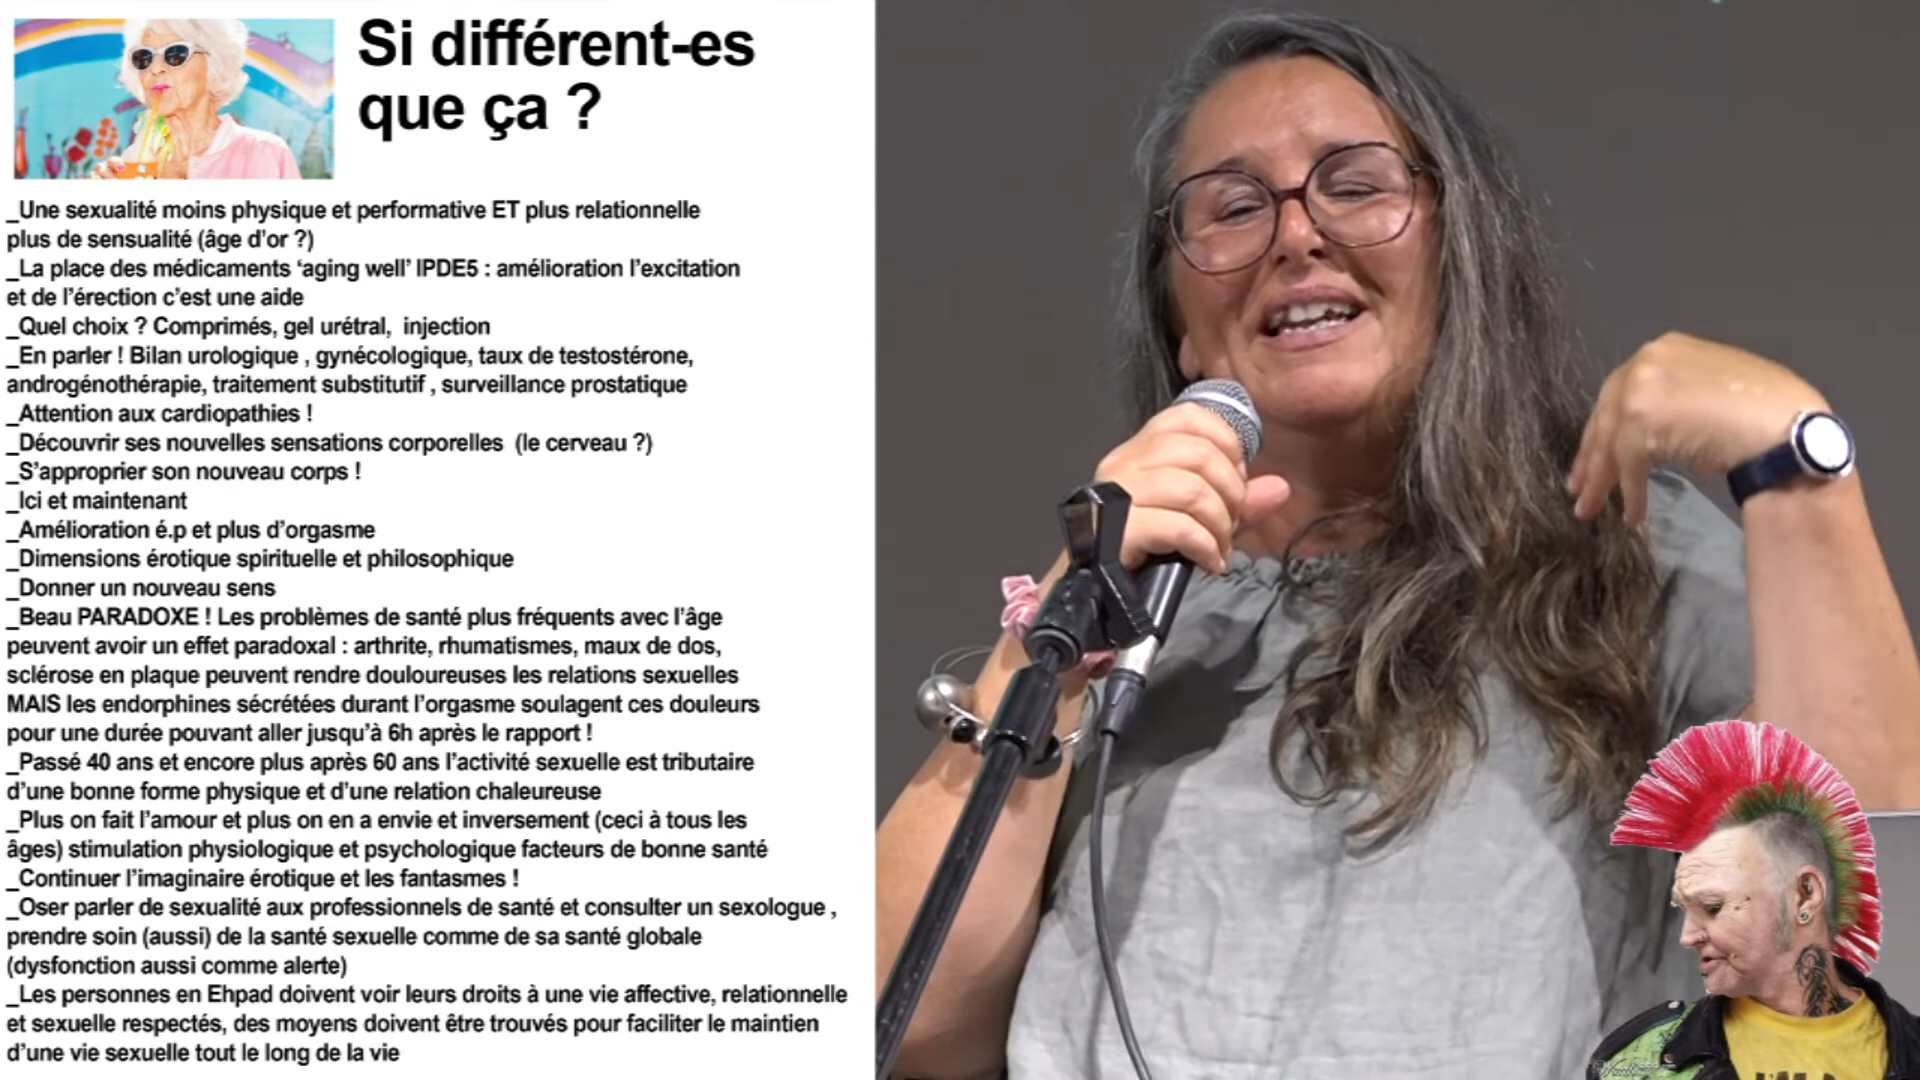 Si différent-es
que ça ?
_Une sexualité moins physique et performative ET plus relationnelle
plus de sensualité (âge d'or ?)
_La place des médicaments ‘aging well’ IPDE5 : amélioration l'excitation
et de l'érection c'est une aide
_Quel choix ? Comprimés, gel urétral,  injection
_En parler ! Bilan urologique , gynécologique, taux de testostérone,
androgénothérapie, traitement substitutif , surveillance prostatique
_Attention aux cardiopathies !
_Découvrir ses nouvelles sensations corporelles  (le cerveau ?)
_S'approprier son nouveau corps !
_Ici et maintenant
_Amélioration é.p et plus d'orgasme
_Dimensions érotique spirituelle et philosophique
_Donner un nouveau sens
_Beau PARADOXE ! Les problèmes de santé plus fréquents avec l'âge
peuvent avoir un effet paradoxal : arthrite, rhumatismes, maux de dos,
sclérose en plaque peuvent rendre douloureuses les relations sexuelles
MAIS les endorphines sécrétées durant l'orgasme soulagent ces douleurs
pour une durée pouvant aller jusqu'à 6h après le rapport !
_Passé 40 ans et encore plus après 60 ans l'activité sexuelle est tributaire
d'une bonne forme physique et d'une relation chaleureuse
_Plus on fait l'amour et plus on en a envie et inversement (ceci à tous les
âges) stimulation physiologique et psychologique facteurs de bonne santé
_Continuer l'imaginaire érotique et les fantasmes !
_Oser parler de sexualité aux professionnels de santé et consulter un sexologue ,
prendre soin (aussi) de la santé sexuelle comme de sa santé globale
(dysfonction aussi comme alerte)
_Les personnes en Ehpad doivent voir leurs droits à une vie affective, relationnelle
et sexuelle respectés, des moyens doivent être trouvés pour faciliter le maintien
d'une vie sexuelle tout le long de la vie